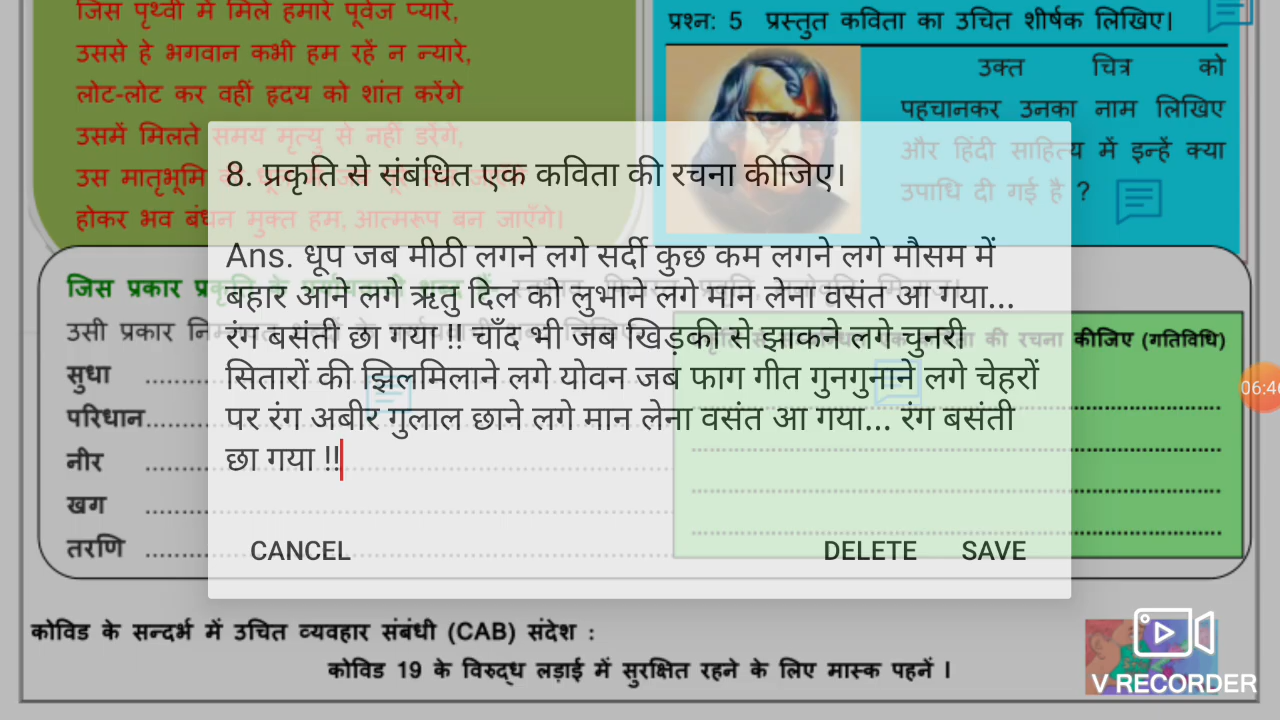 जिस पृथ्वी में मिले हमारे पूर्वज प्यारे,
उससे हे भगवान कभी हम रहें न न्यारे,
लोट-लोट कर वहीं हृदय को शांत करेंगे
उसमें मिलते समय मृत्यु से नहीं डरेंगे,
उस मातृभूमि
होकर भव बंधन मुक्त हम, आत्मरूप बन जाएँगे।
प्रश्न: 5 प्रस्तुत कविता का उचित शीर्षक लिखिए।
उक्त चित्र को
पहचानकर उनका नाम लिखिए
और हिंदी साहित्य में इन्हें क्या
उपाधि दी गई है ?
8. प्रकृति से संबंधित एक कविता की रचना कीजिए।
Ans. धूप जब मीठी लगने लगे सर्दी कुछ कम लगने लगे मौसम में
बहार आने लगे ऋतु दिल को लुभाने लगे मान लेना वसंत आ गया...
रंग बसंती छा गया !! चाँद भी जब खिड़की से झाकने लगे चुनरी
सितारों की झिलमिलाने लगे योवन जब फाग गीत गुनगुनाने लगे चेहरों
पर रंग अबीर गुलाल छाने लगे मान लेना वसंत आ गया... रंग बसंती
छा गया !!
CANCEL DELETE SAVE
जिस प्रकार
उसी प्रकार
सुधा ....................
परिधान....................
नीर ....................
खग ....................
तरणि ....................
रचना कीजिए (गतिविधि)
06:46
कोविड के सन्दर्भ में उचित व्यवहार संबंधी (CAB) संदेश :
कोविड 19 के विरुद्ध लड़ाई में सुरक्षित रहने के लिए मास्क पहनें ।
V RECORDER